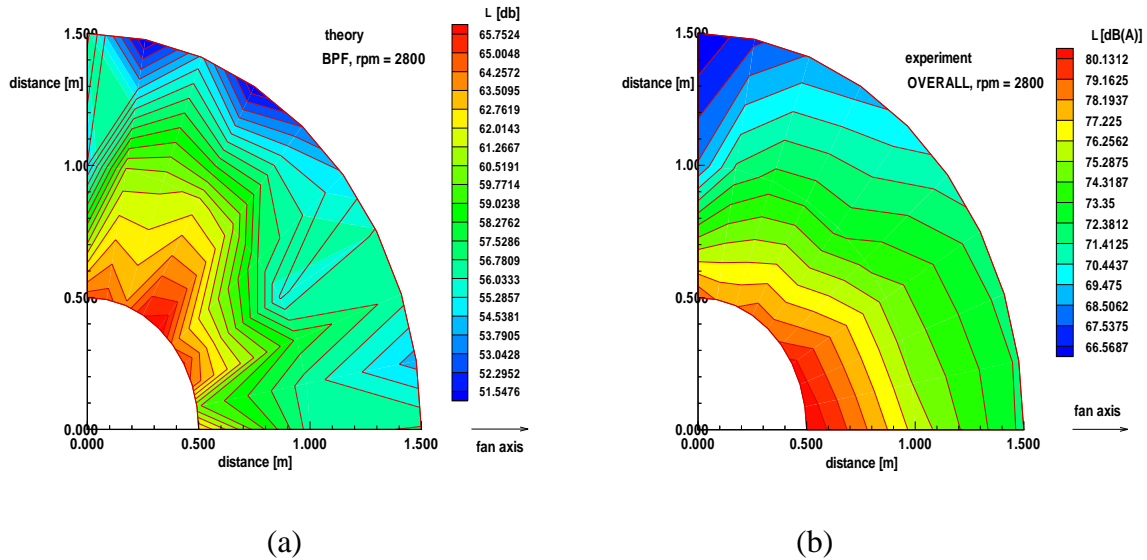 L [db]
theory
BPF, rpm = 2800
distance [m]
1.500
1.000
0.500
0.000
0.000 0.500 1.000 1.500
distance [m]
65.7524
65.0048
64.2572
63.5095
62.7619
62.0143
61.2667
60.5191
59.7714
59.0238
58.2762
57.5286
56.7809
56.0333
55.2857
54.5381
53.7905
53.0428
52.2952
51.5476
fan axis
(a)
L [dB(A)]
experiment
OVERALL, rpm = 2800
distance [m]
1.500
1.000
0.500
0.000
0.000 0.500 1.000 1.500
distance [m]
80.1312
79.1625
78.1937
77.225
76.2562
75.2875
74.3187
73.35
72.3812
71.4125
70.4437
69.475
68.5062
67.5375
66.5687
fan axis
(b)